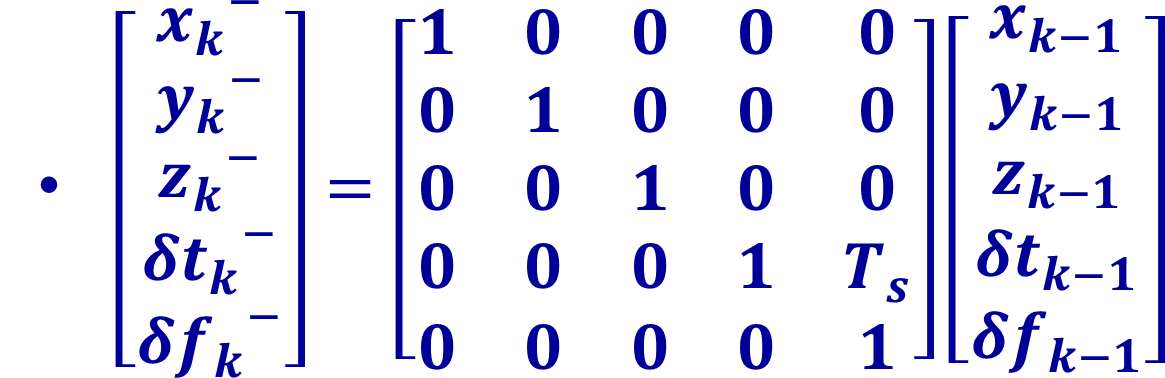 • [x_k⁻ = [1 0 0 0 0] [x_{k−1}
y_k⁻ 0 1 0 0 0 y_{k−1}
z_k⁻ 0 0 1 0 0 z_{k−1}
δt_k⁻ 0 0 0 1 T_s δt_{k−1}
δf_k⁻] 0 0 0 0 1 δf_{k−1}]